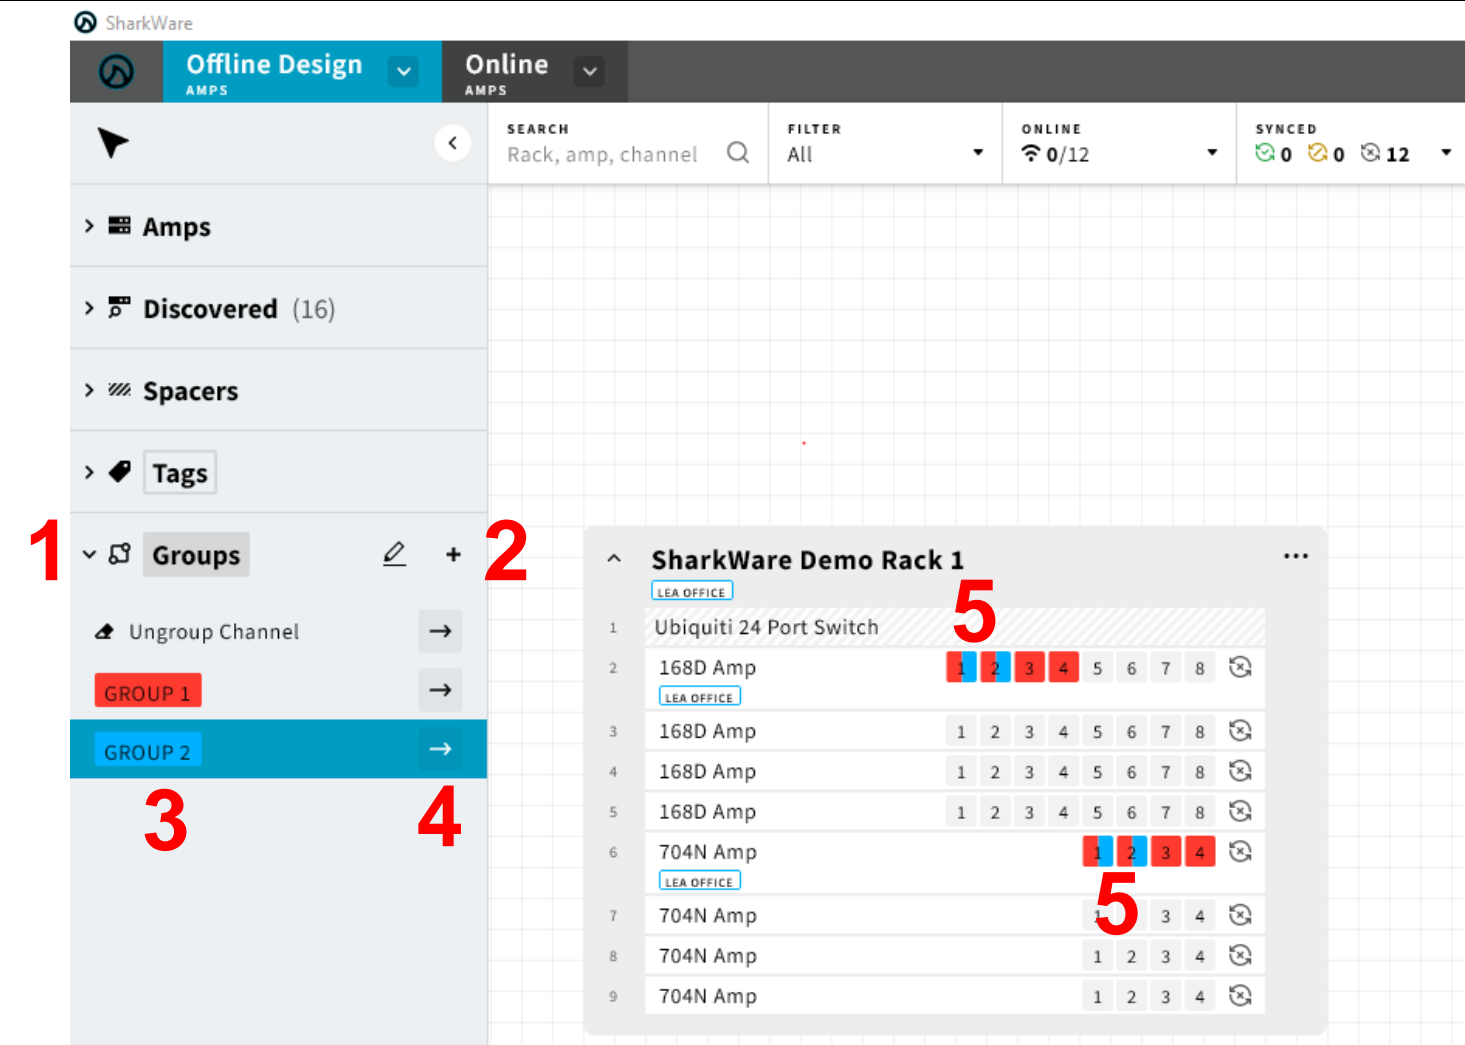 SharkWare
Offline Design
AMPS
Online
AMPS
SEARCH
Rack, amp, channel
FILTER
All
ONLINE
0/12
SYNCED
0 0 12
Amps
Discovered (16)
Spacers
Tags
1 Groups + 2
Ungroup Channel →
GROUP 1 →
GROUP 2 →
3 4
SharkWare Demo Rack 1 ...
LEA OFFICE
5
1 Ubiquiti 24 Port Switch
2 168D Amp 1 2 3 4 5 6 7 8
LEA OFFICE
3 168D Amp 1 2 3 4 5 6 7 8
4 168D Amp 1 2 3 4 5 6 7 8
5 168D Amp 1 2 3 4 5 6 7 8
6 704N Amp 1 2 3 4
LEA OFFICE
5
7 704N Amp 1 3 4
8 704N Amp 1 2 3 4
9 704N Amp 1 2 3 4